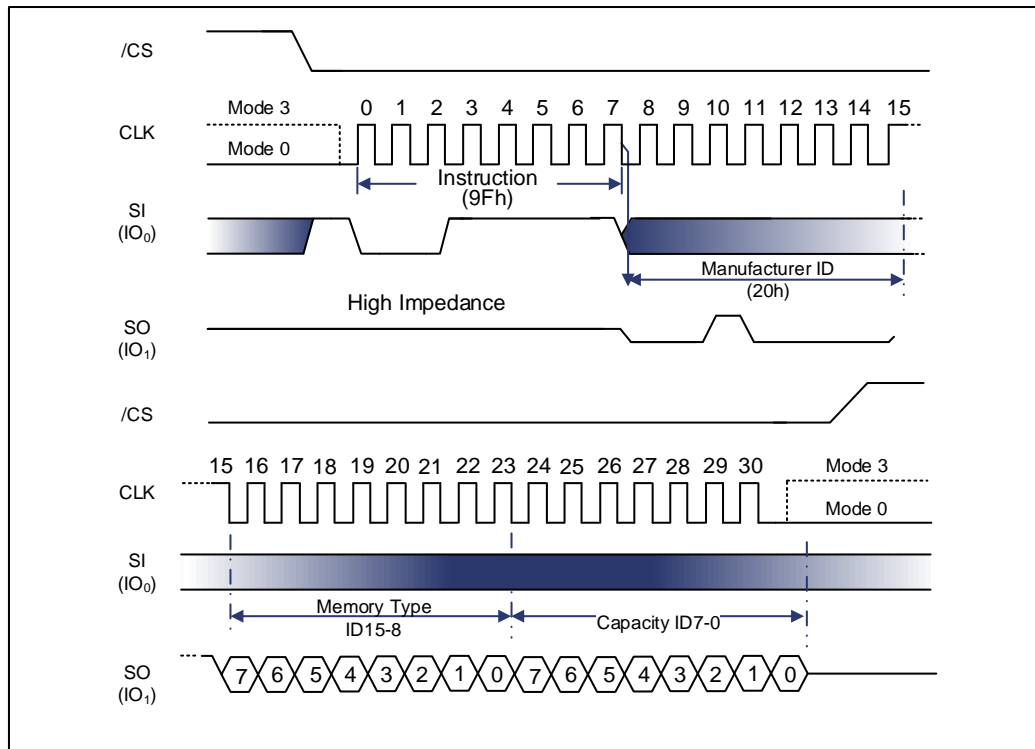 /CS
Mode 3
0 1 2 3 4 5 6 7 8 9 10 11 12 13 14 15
CLK
Mode 0
Instruction
(9Fh)
SI
(IO₀)
Manufacturer ID
(20h)
High Impedance
SO
(IO₁)
/CS
15 16 17 18 19 20 21 22 23 24 25 26 27 28 29 30
Mode 3
CLK
Mode 0
SI
(IO₀)
Memory Type
ID15-8
Capacity ID7-0
SO
(IO₁)
7 6 5 4 3 2 1 0 7 6 5 4 3 2 1 0